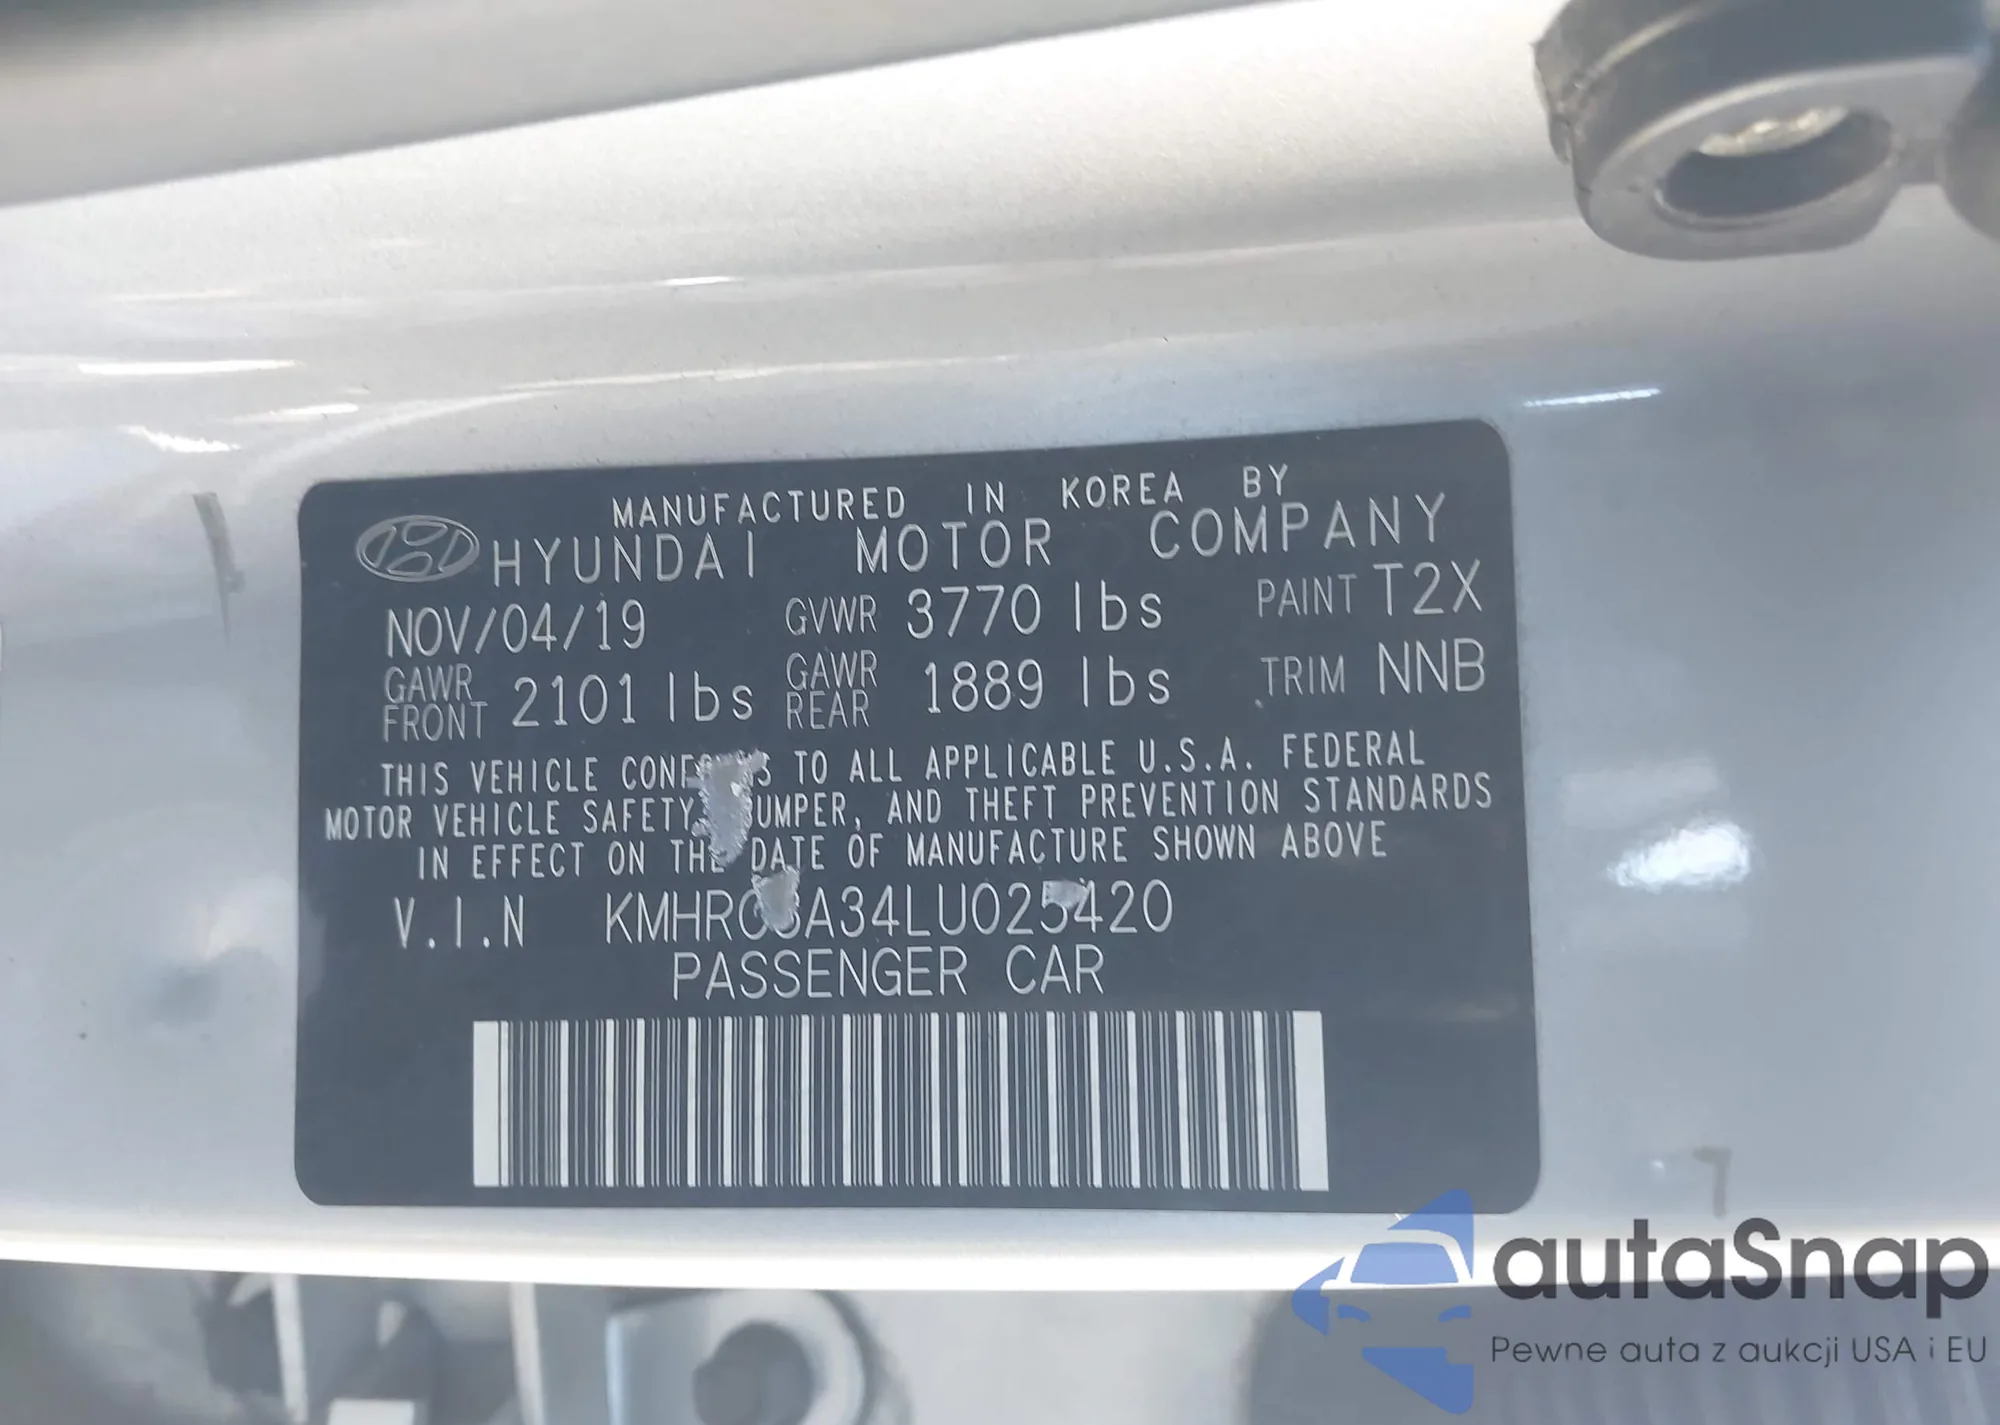 MANUFACTURED IN KOREA BY
HYUNDAI MOTOR COMPANY
NOV/04/19 GVWR 3770 lbs PAINT T2X
GAWR FRONT 2101 lbs GAWR REAR 1889 lbs TRIM NNB
THIS VEHICLE TO ALL APPLICABLE U.S.A. FEDERAL
MOTOR VEHICLE SAFETY, AND THEFT PREVENTION STANDARDS
IN EFFECT ON THE DATE OF MANUFACTURE SHOWN ABOVE
V.I.N
PASSENGER CAR
autaSnap
Pewne auta z aukcji USA i EU